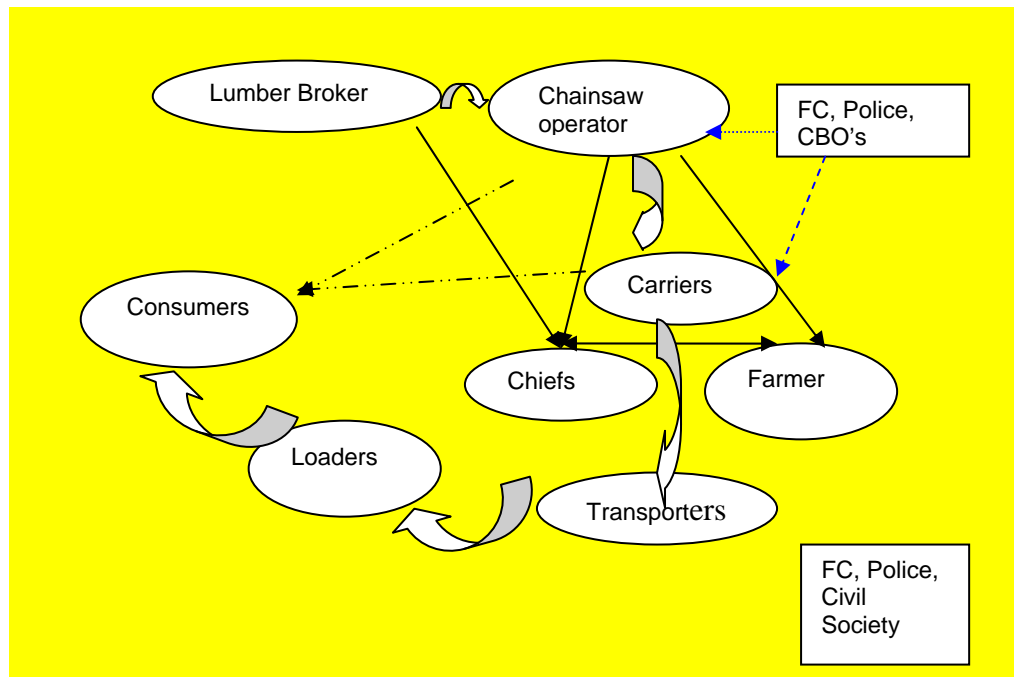 Lumber Broker
Chainsaw
operator
FC, Police,
CBO's
Carriers
Consumers
Chiefs
Farmer
Loaders
Transporters
FC, Police,
Civil
Society